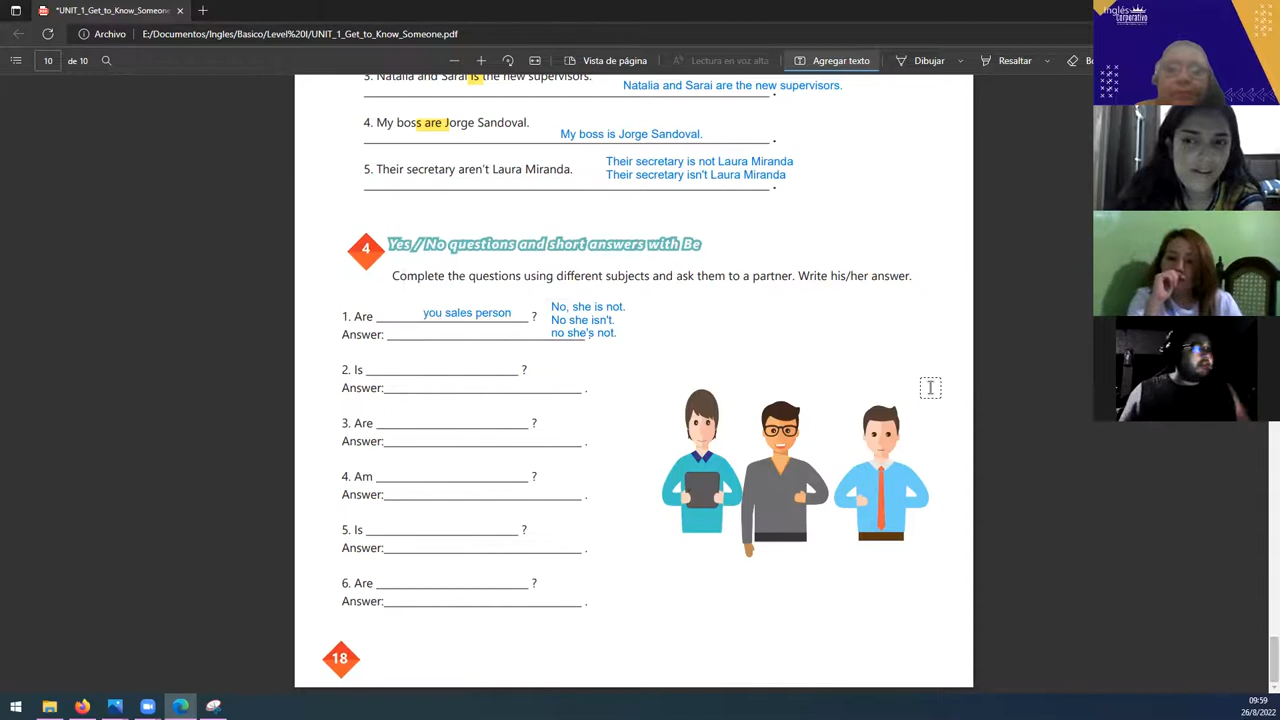 *UNIT_1_Get_to_Know_Someone
Archivo
E:/Documentos/Ingles/Basico/Level%20I/UNIT_1_Get_to_Know_Someone.pdf
10 de 10
Vista de página
Lectura en voz alta
Agregar texto
Dibujar
Resaltar
Inglés
Corporativo
3. Natalia and Sarai is the new supervisors.
Natalia and Sarai are the new supervisors.
4. My boss are Jorge Sandoval.
My boss is Jorge Sandoval.
5. Their secretary aren't Laura Miranda.
Their secretary is not Laura Miranda
Their secretary isn't Laura Miranda
4
Yes / No questions and short answers with Be
Complete the questions using different subjects and ask them to a partner. Write his/her answer.
1. Are you sales person ?
No, she is not.
No she isn't.
no she's not.
Answer: .
2. Is ?
Answer: .
3. Are ?
Answer: .
4. Am ?
Answer: .
5. Is ?
Answer: .
6. Are ?
Answer: .
18
09:59
26/8/2022